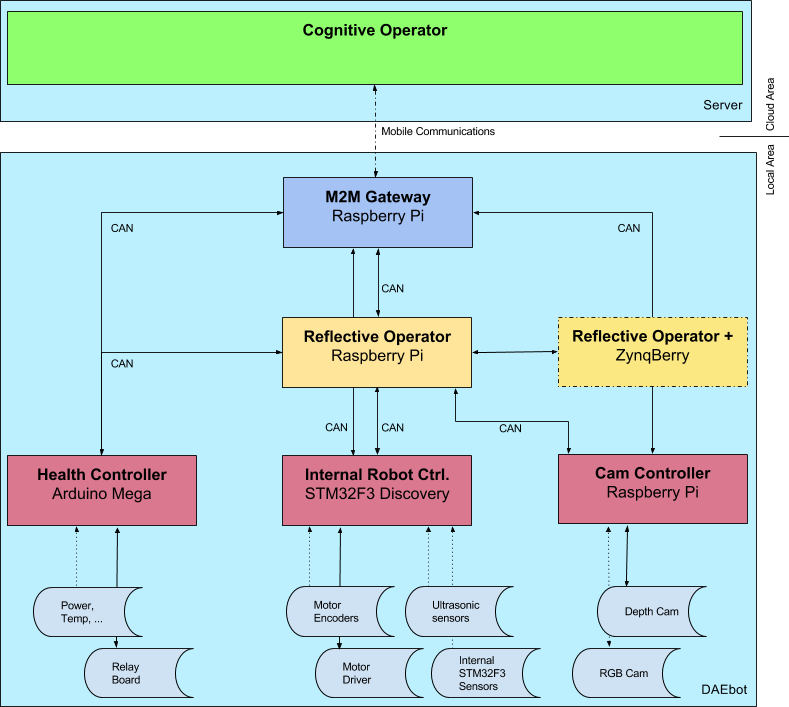 Cognitive Operator
Server
Cloud Area
Mobile Communications
Local Area
M2M Gateway
Raspberry Pi
CAN
CAN
CAN
Reflective Operator
Raspberry Pi
Reflective Operator +
ZynqBerry
CAN
CAN
CAN
CAN
Health Controller
Arduino Mega
Internal Robot Ctrl.
STM32F3 Discovery
Cam Controller
Raspberry Pi
Power,
Temp, ...
Motor
Encoders
Ultrasonic
sensors
Depth Cam
Relay
Board
Motor
Driver
Internal
STM32F3
Sensors
RGB Cam
DAEbot